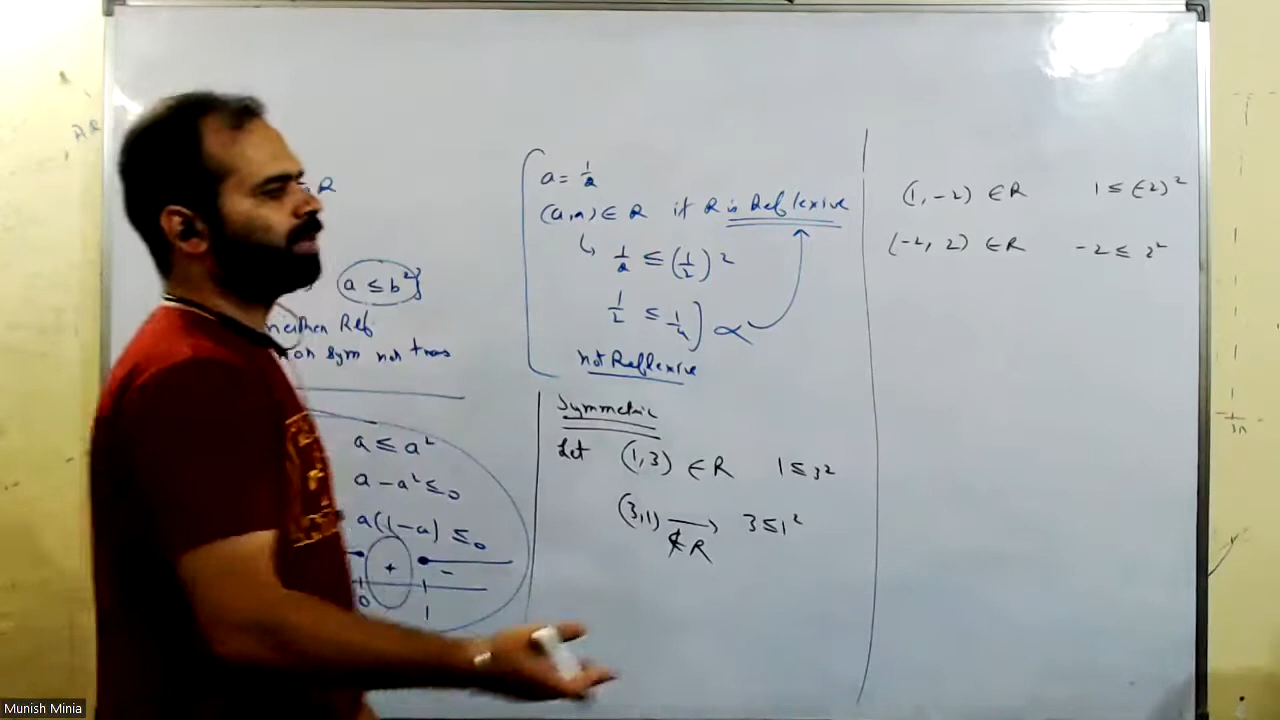 R
a ≤ b²}
neither Ref
non sym not trans
a ≤ a²
a - a² ≤ 0
a(1-a) ≤ 0
+
-
0
1
a = 1/2
(a,a) ∈ R if R is Reflexive
1/2 ≤ (1/2)²
1/2 ≤ 1/4
not Reflexive
Symmetric
Let (1,3) ∈ R 1 ≤ 3²
(3,1) → ∉ R 3 ≤ 1²
(1,-2) ∈ R 1 ≤ (-2)²
(-2, 2) ∈ R -2 ≤ 2²
Munish Minia